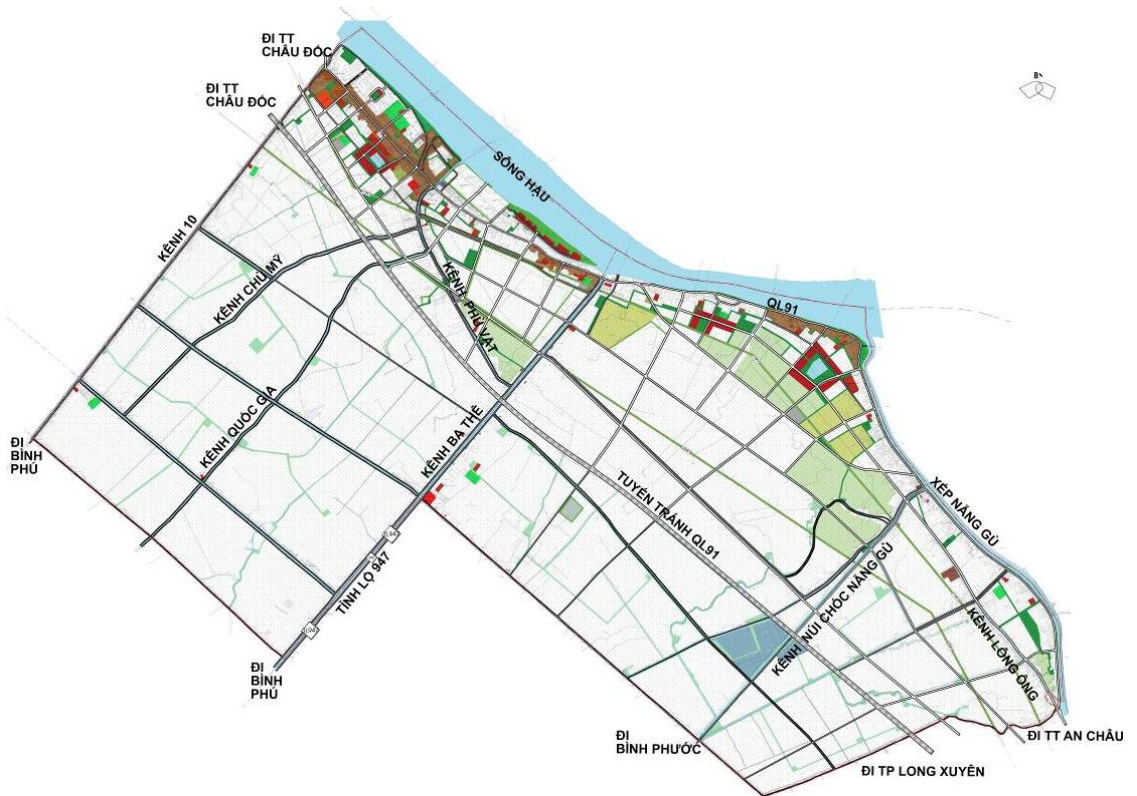 ĐI TT
CHÂU ĐỐC
ĐI TT
CHÂU ĐỐC
B
SÔNG HẬU
KÊNH 10
KÊNH CHỦ MỸ
KÊNH PHÚ VÁT
QL91
KÊNH QUỐC GIA
KÊNH BA THÊ
ĐI
BÌNH
PHÚ
TUYẾN TRÁNH QL91
XÉP NĂNG GÙ
TỈNH LỘ 947
KÊNH NÚI CHÓC NĂNG GÙ
KÊNH LÒNG ÔNG
ĐI
BÌNH
PHÚ
ĐI
BÌNH PHƯỚC
ĐI TT AN CHÂU
ĐI TP LONG XUYÊN